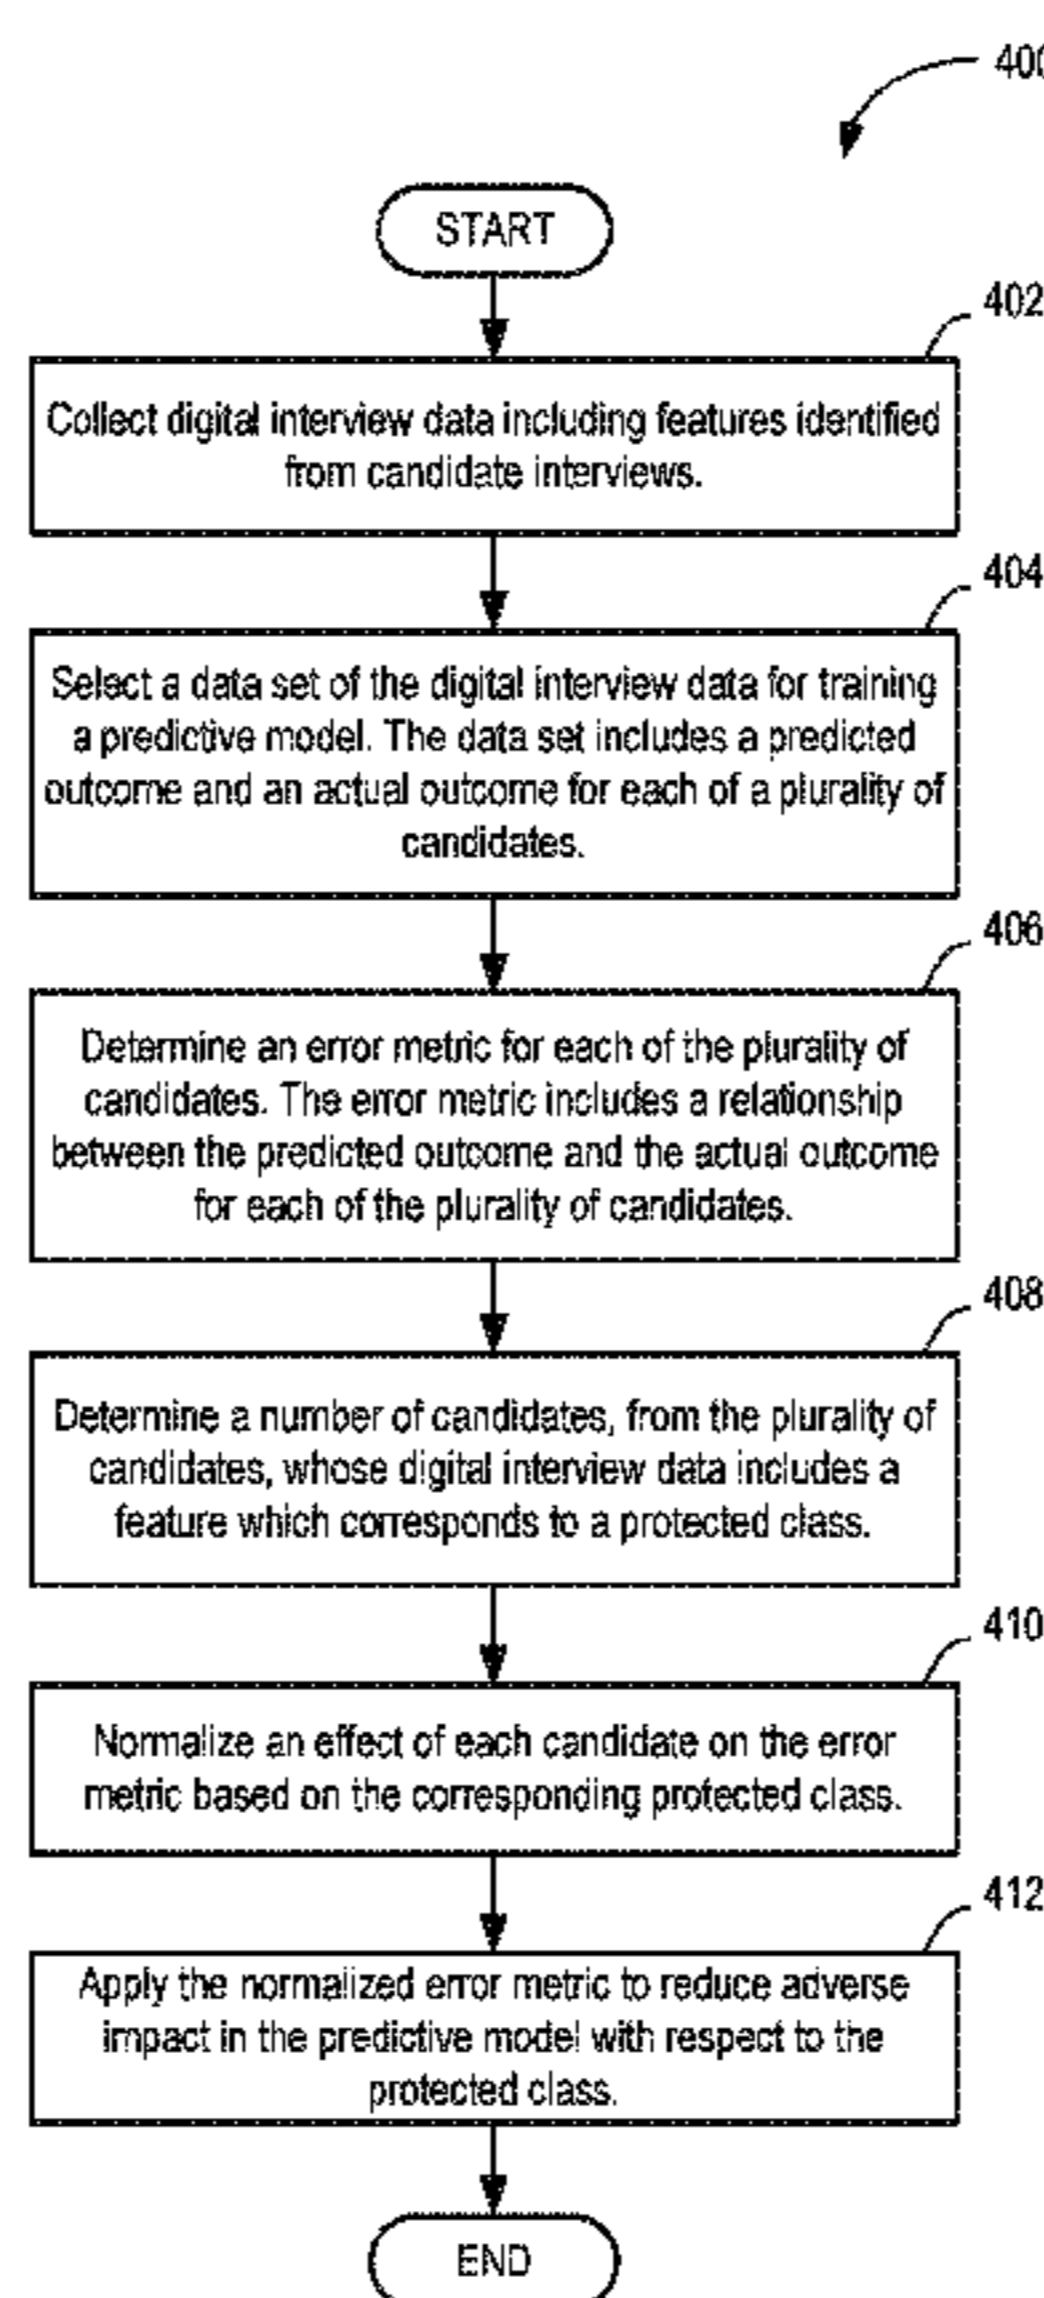 400
START
402
Collect digital interview data including features identified
from candidate interviews.
404
Select a data set of the digital interview data for training
a predictive model. The data set includes a predicted
outcome and an actual outcome for each of a plurality of
candidates.
406
Determine an error metric for each of the plurality of
candidates. The error metric includes a relationship
between the predicted outcome and the actual outcome
for each of the plurality of candidates.
408
Determine a number of candidates, from the plurality of
candidates, whose digital interview data includes a
feature which corresponds to a protected class.
410
Normalize an effect of each candidate on the error
metric based on the corresponding protected class.
412
Apply the normalized error metric to reduce adverse
impact in the predictive model with respect to the
protected class.
END